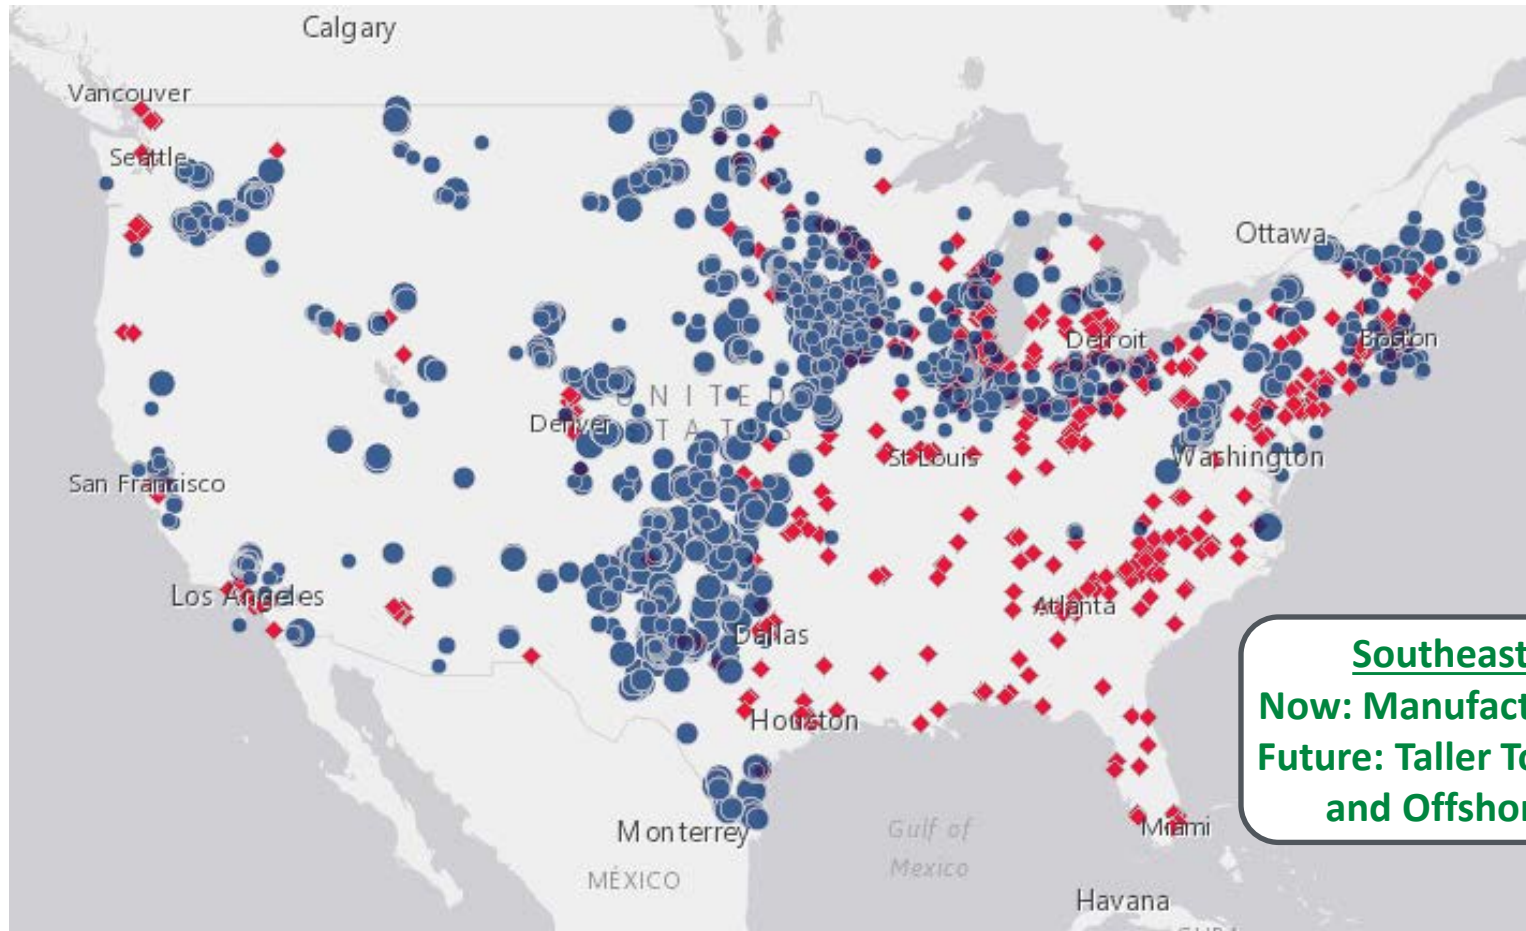 Calgary
Vancouver
Seattle
Ottawa
Detroit
Boston
UNITED
STATES
Denver
St Louis
Washington
San Francisco
Los Angeles
Atlanta
Dallas
Houston
Southeast
Now: Manufact
Future: Taller To
and Offshor
Monterrey
Gulf of
Mexico
Miami
MÉXICO
Havana